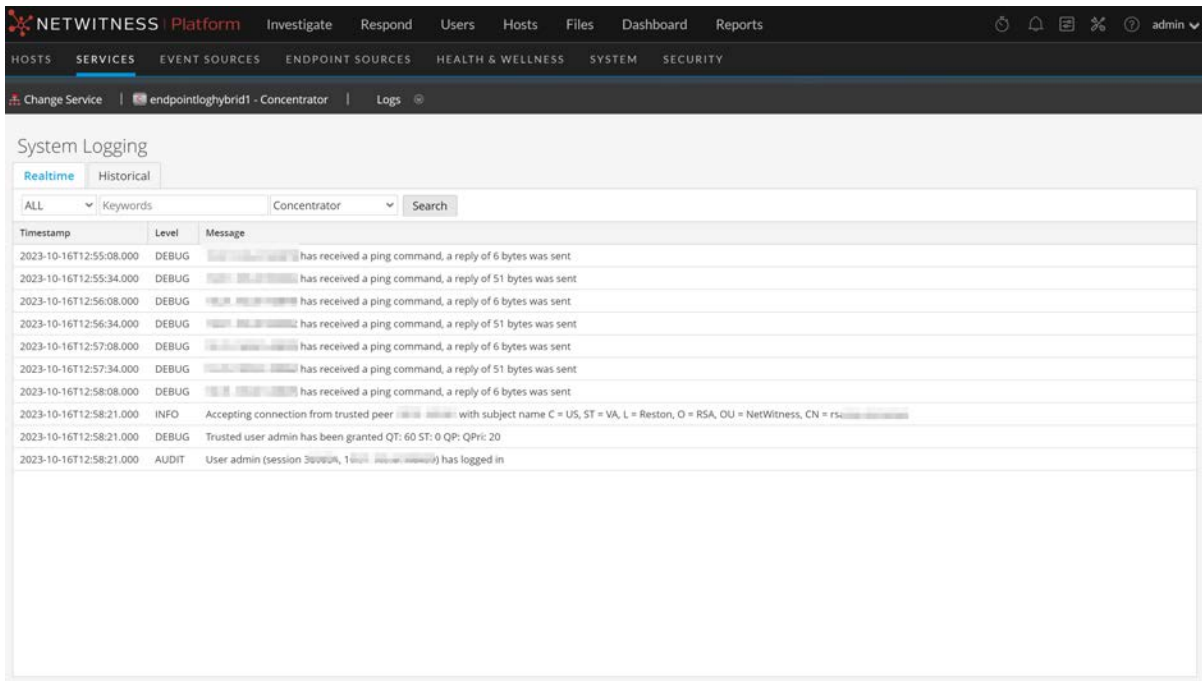 NETWITNESS | Platform Investigate Respond Users Hosts Files Dashboard Reports admin
HOSTS SERVICES EVENT SOURCES ENDPOINT SOURCES HEALTH & WELLNESS SYSTEM SECURITY
Change Service | endpointloghybrid1 - Concentrator | Logs
System Logging
Realtime Historical
ALL Keywords Concentrator Search
Timestamp Level Message
2023-10-16T12:55:08.000 DEBUG has received a ping command, a reply of 6 bytes was sent
2023-10-16T12:55:34.000 DEBUG has received a ping command, a reply of 51 bytes was sent
2023-10-16T12:56:08.000 DEBUG has received a ping command, a reply of 6 bytes was sent
2023-10-16T12:56:34.000 DEBUG has received a ping command, a reply of 51 bytes was sent
2023-10-16T12:57:08.000 DEBUG has received a ping command, a reply of 6 bytes was sent
2023-10-16T12:57:34.000 DEBUG has received a ping command, a reply of 51 bytes was sent
2023-10-16T12:58:08.000 DEBUG has received a ping command, a reply of 6 bytes was sent
2023-10-16T12:58:21.000 INFO Accepting connection from trusted peer with subject name C = US, ST = VA, L = Reston, O = RSA, OU = NetWitness, CN =
2023-10-16T12:58:21.000 DEBUG Trusted user admin has been granted QT: 60 ST: 0 QP: QPri: 20
2023-10-16T12:58:21.000 AUDIT User admin (session has logged in